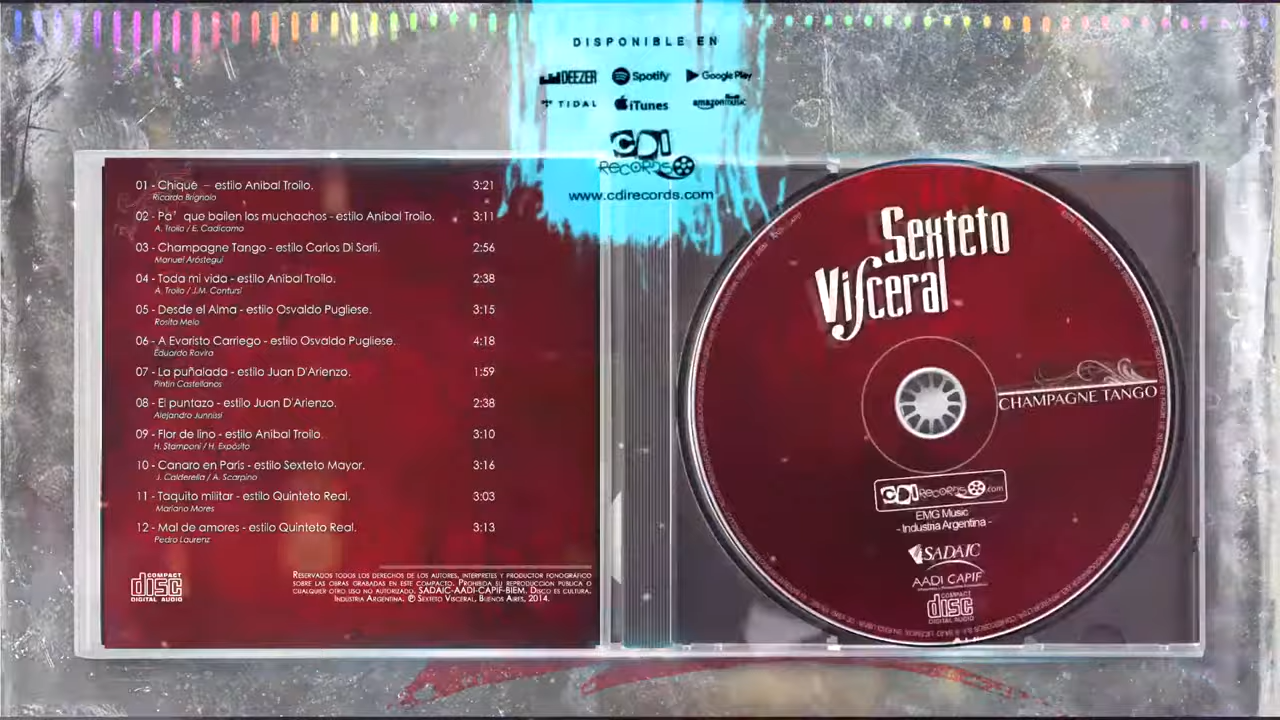 DISPONIBLE EN
DEEZER Spotify Google Play
TIDAL iTunes amazon music
CDI
RECORDS
www.cdirecords.com
01 - Chiqué – estilo Aníbal Troilo. 3:21
Ricardo Brignolo
02 - Pa' que bailen los muchachos - estilo Aníbal Troilo. 3:11
A. Troilo / E. Cadícamo
03 - Champagne Tango - estilo Carlos Di Sarli. 2:56
Manuel Aróstegui
04 - Toda mi vida - estilo Aníbal Troilo. 2:38
A. Troilo / J.M. Contursi
05 - Desde el Alma - estilo Osvaldo Pugliese. 3:15
Rosita Melo
06 - A Evaristo Carriego - estilo Osvaldo Pugliese. 4:18
Eduardo Rovira
07 - La puñalada - estilo Juan D'Arienzo. 1:59
Pintín Castellanos
08 - El puntazo - estilo Juan D'Arienzo. 2:38
Alejandro Junnissi
09 - Flor de lino - estilo Aníbal Troilo. 3:10
H. Stamponi / H. Expósito
10 - Canaro en París - estilo Sexteto Mayor. 3:16
J. Calderella / A. Scarpino
11 - Taquito militar - estilo Quinteto Real. 3:03
Mariano Mores
12 - Mal de amores - estilo Quinteto Real. 3:13
Pedro Laurenz
COMPACT
disc
DIGITAL AUDIO
Reservados todos los derechos de los autores, interpretes y productor fonográfico
sobre las obras grabadas en este compacto. Prohibida su reproducción pública o
cualquier otro uso no autorizado. SADAIC-AADI-CAPIF-BIEM. Disco es cultura.
Industria Argentina. ℗ Sexteto Visceral, Buenos Aires, 2014.
Sexteto
Visceral
CHAMPAGNE TANGO
CDI RECORDS.com
EMG Music
- Industria Argentina -
SADAIC
AADI CAPIF
COMPACT
disc
DIGITAL AUDIO